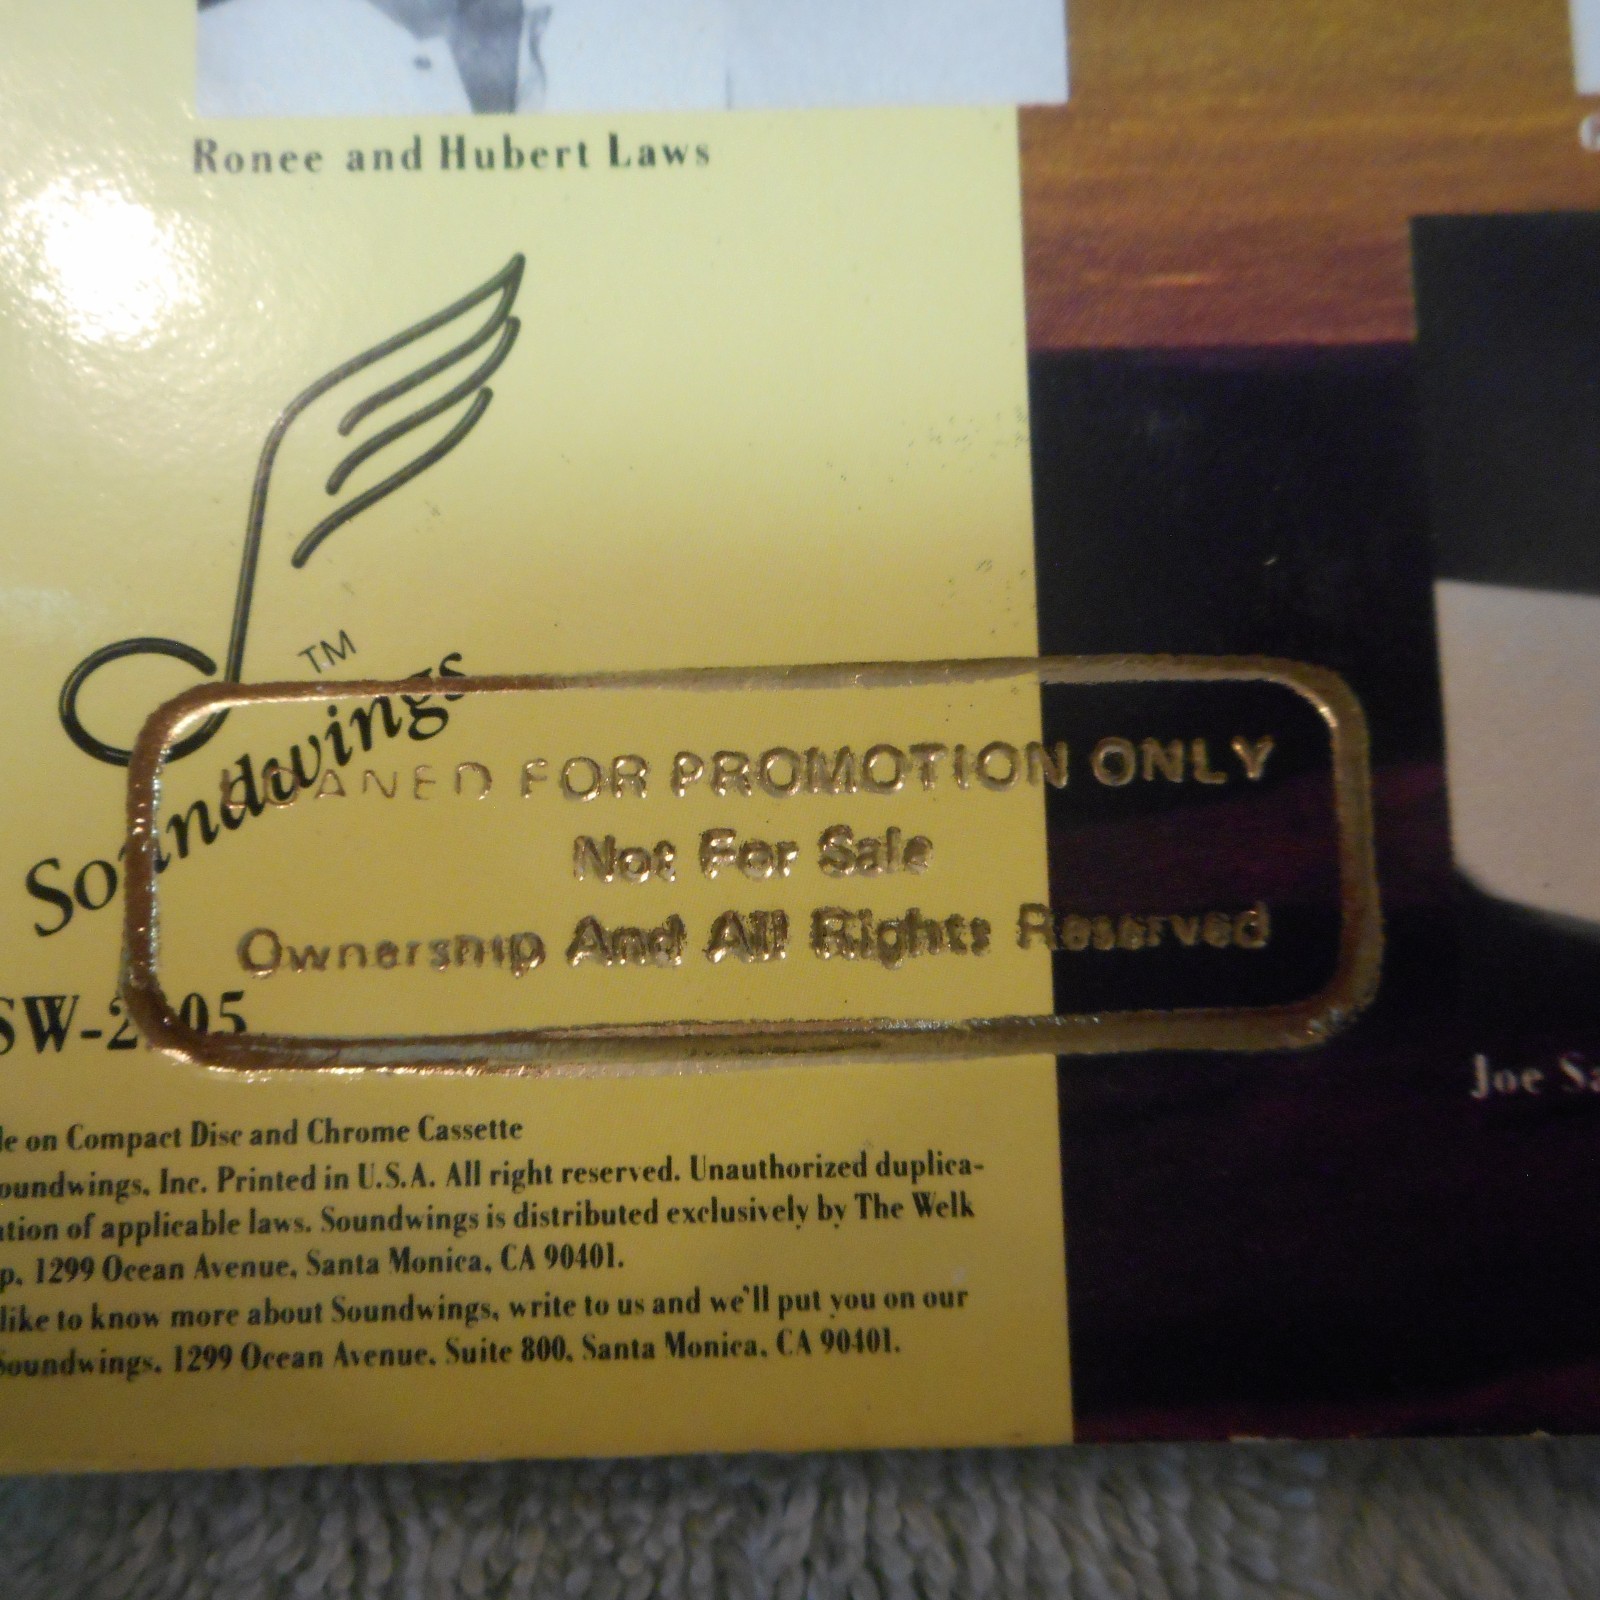 Ronee and Hubert Laws
TM
Soundwings
LOANED FOR PROMOTION ONLY
Not For Sale
Ownership And All Rights Reserved
Joe
le on Compact Disc and Chrome Cassette
oundwings, Inc. Printed in U.S.A. All right reserved. Unauthorized duplica-
tion of applicable laws. Soundwings is distributed exclusively by The Welk
p, 1299 Ocean Avenue, Santa Monica, CA 90401.
like to know more about Soundwings, write to us and we'll put you on our
Soundwings, 1299 Ocean Avenue, Suite 800, Santa Monica, CA 90401.